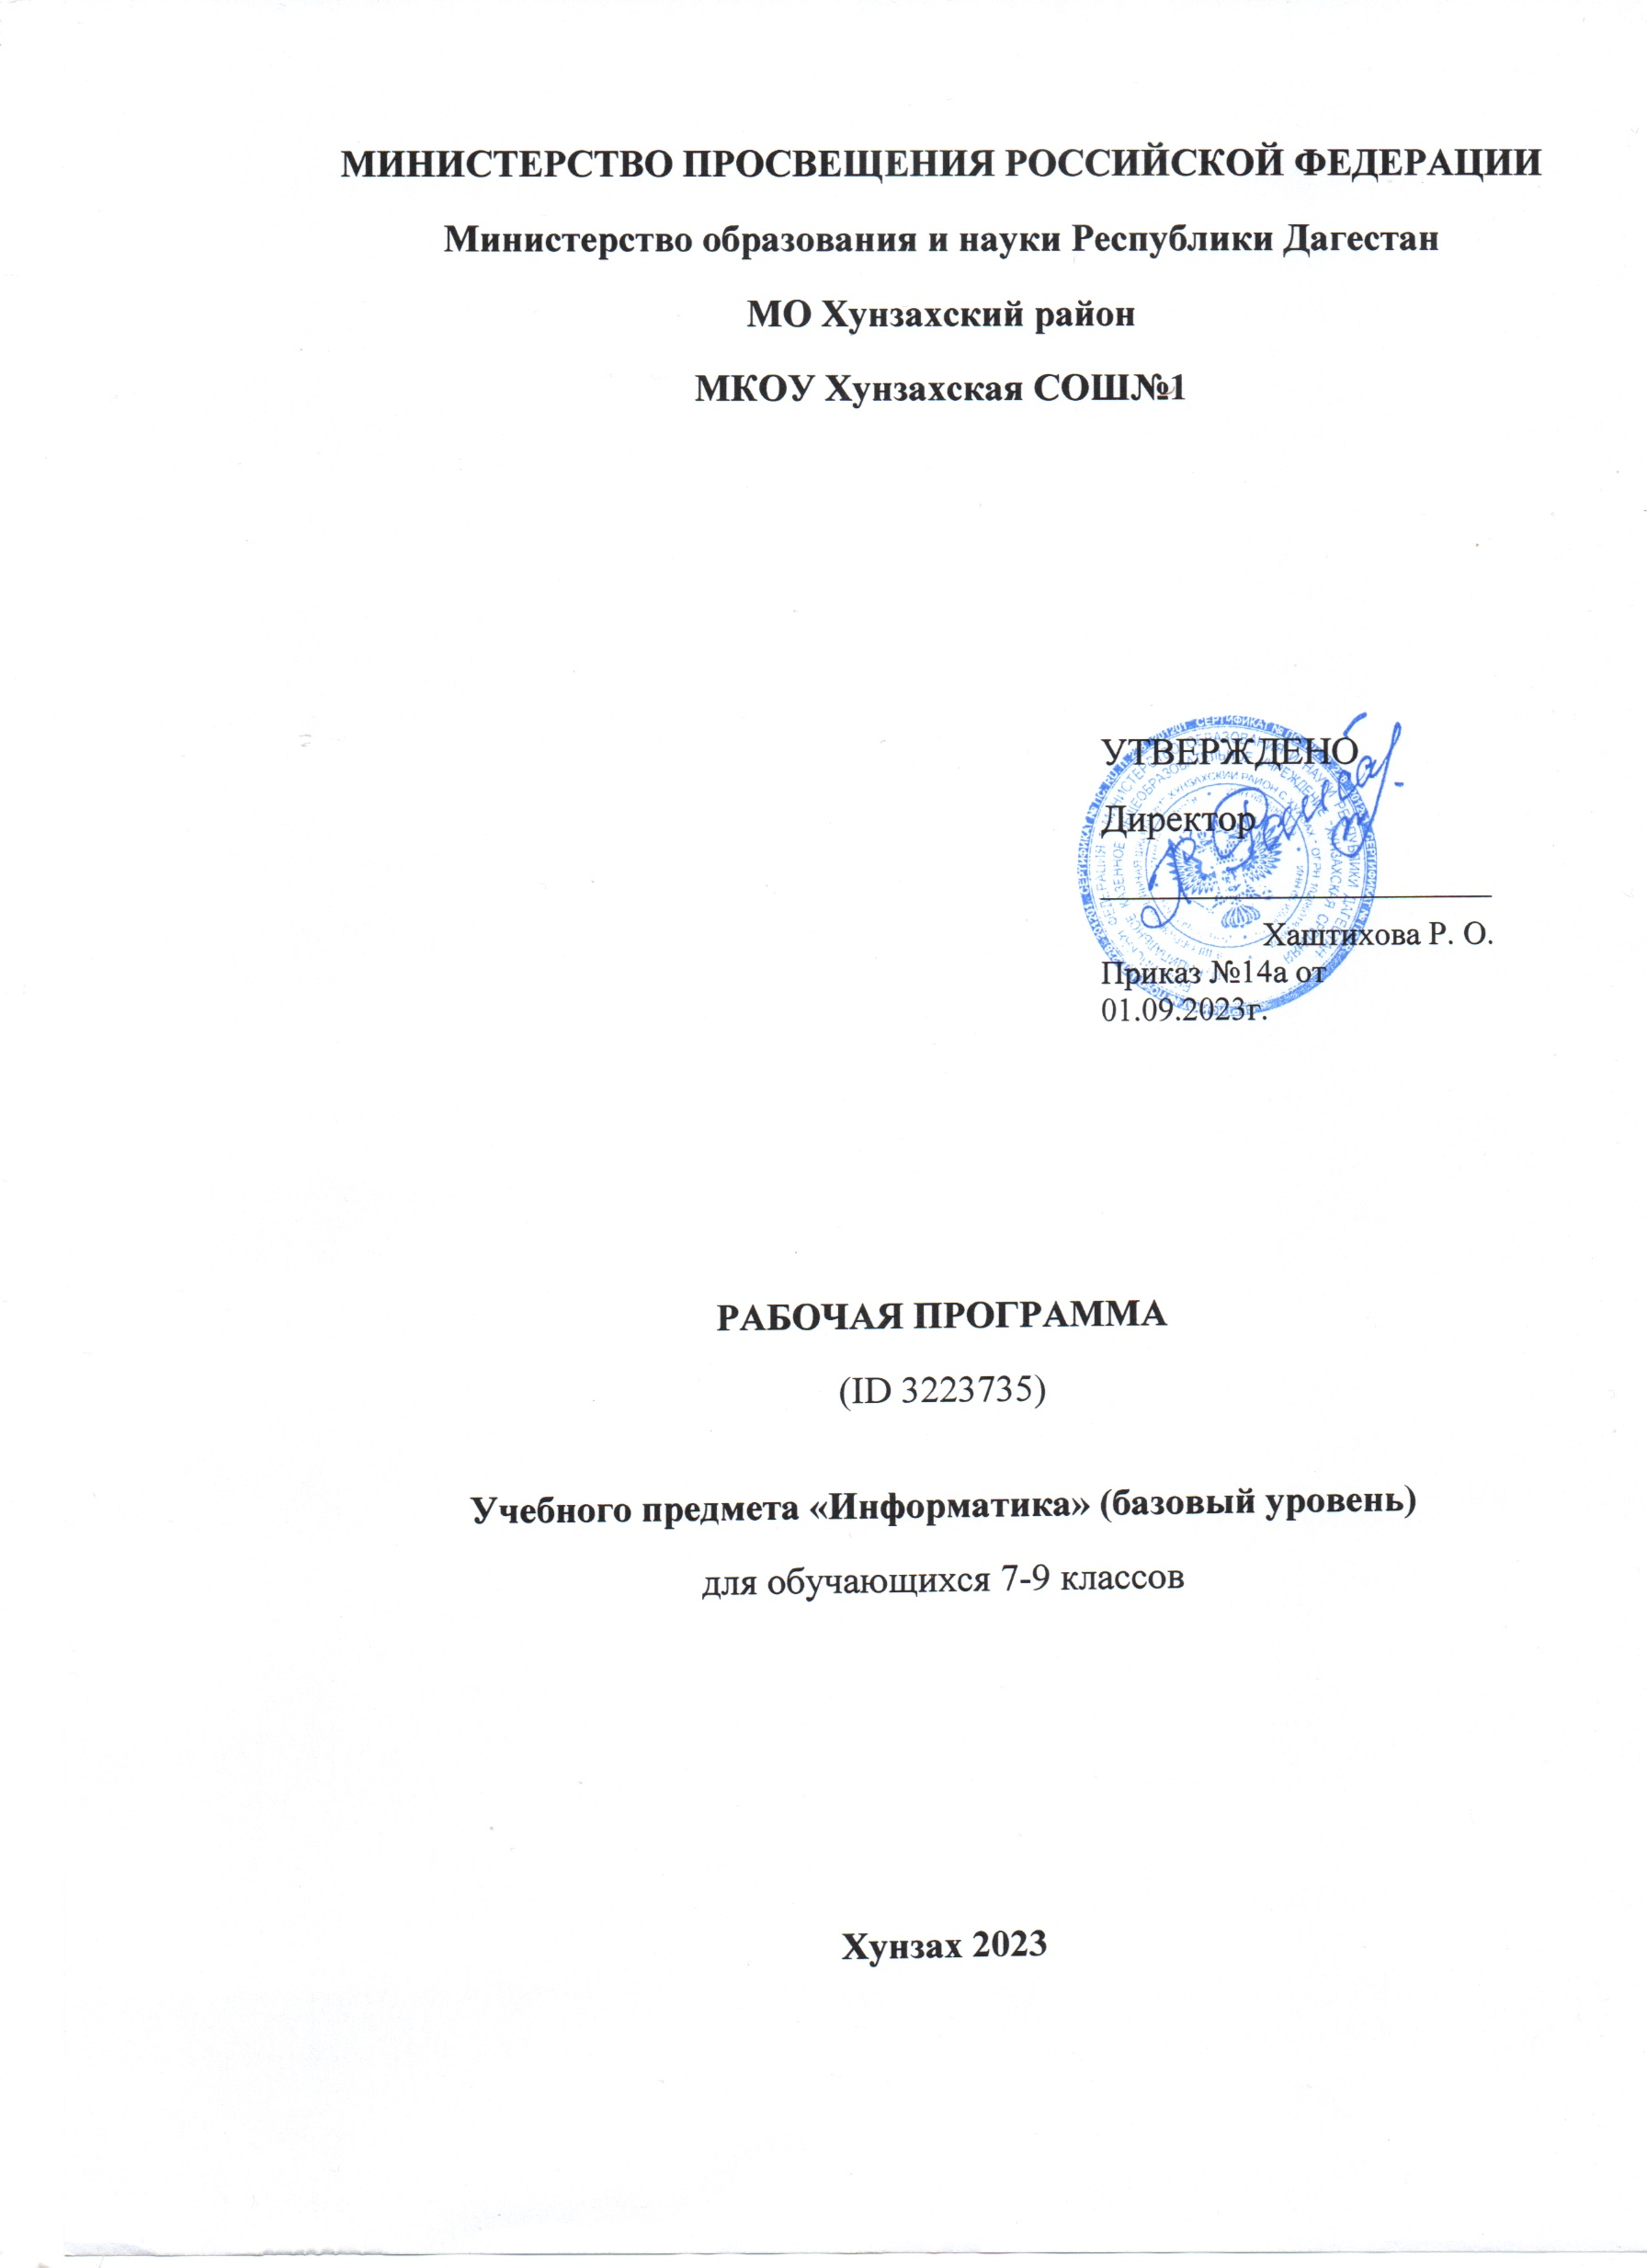 МИНИСТЕРСТВО ПРОСВЕЩЕНИЯ РОССИЙСКОЙ ФЕДЕРАЦИИ
Министерство образования и науки Республики Дагестан
МО Хунзахский район
МКОУ Хунзахская СОШ№1
УТВЕРЖДЕНО
Директор
Хаштихова Р. О.
Приказ №14а от
01.09.2023г.
РАБОЧАЯ ПРОГРАММА
(ID 3223735)
Учебного предмета «Информатика» (базовый уровень)
для обучающихся 7-9 классов
Хунзах 2023